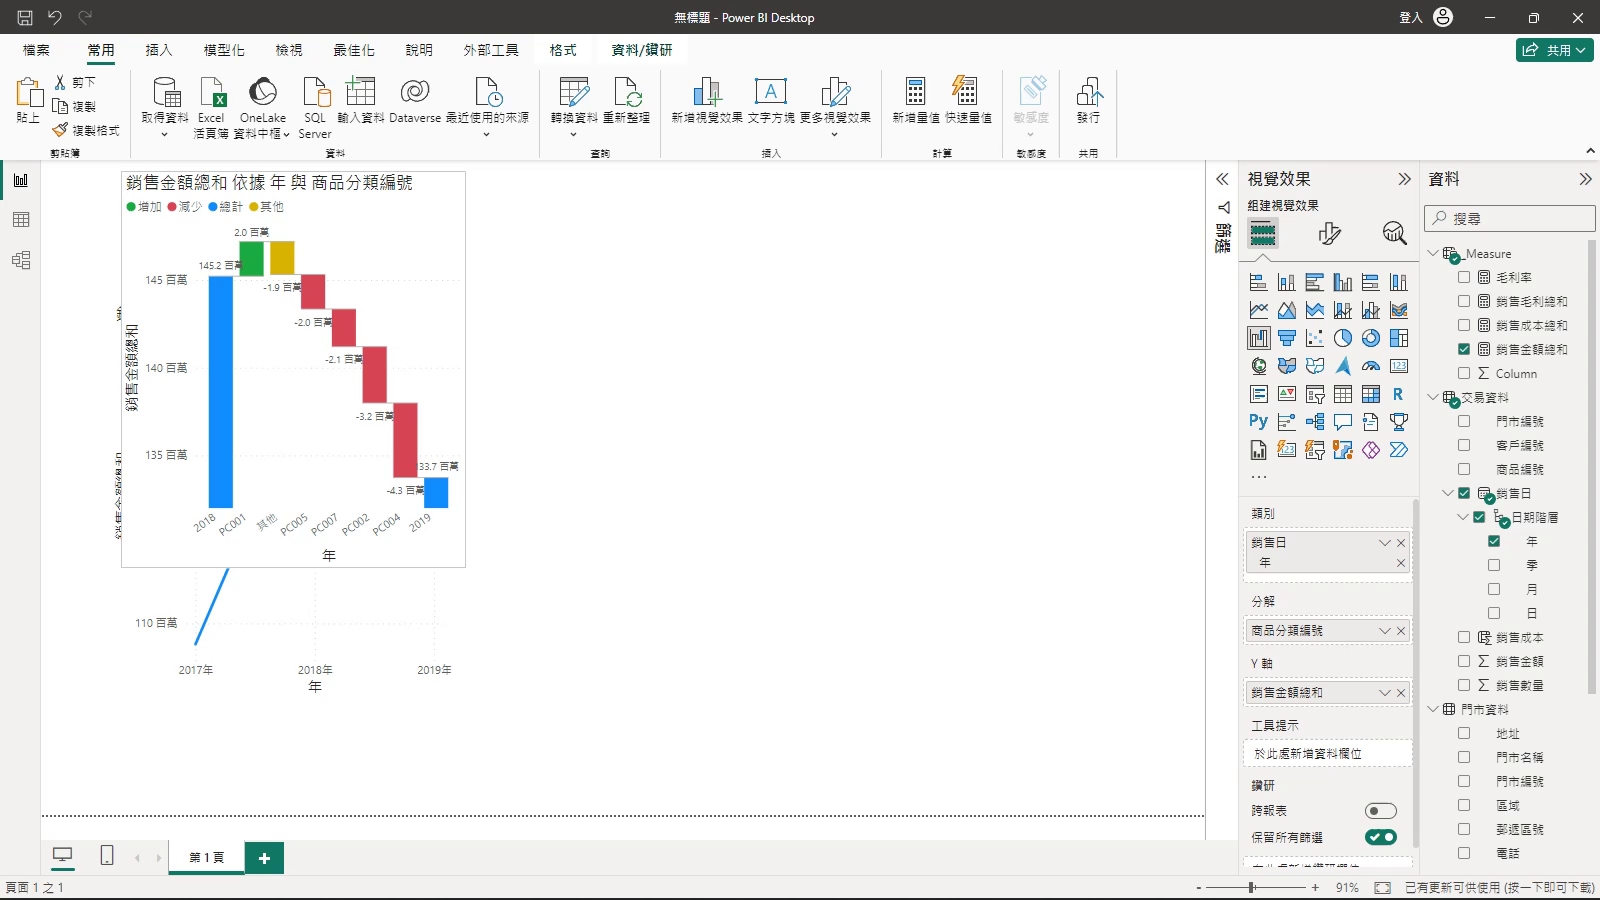 無標題 - Power BI Desktop
登入
檔案
常用
插入
模型化
檢視
最佳化
說明
外部工具
格式
資料/鑽研
共用
貼上
剪下
複製
複製格式
剪貼簿
取得資料
Excel
活頁簿
OneLake
資料中樞
SQL
Server
輸入資料
Dataverse
最近使用的來源
資料
轉換資料
重新整理
查詢
新增視覺效果
文字方塊
更多視覺效果
插入
新增量值
快速量值
計算
敏感度
敏感度
發行
共用
銷售金額總和 依據 年 與 商品分類編號
增加
減少
總計
其他
145 百萬
140 百萬
135 百萬
銷售金額總和
145.2 百萬
2.0 百萬
-1.9 百萬
-2.0 百萬
-2.1 百萬
-3.2 百萬
-4.3 百萬
33.7 百萬
2018
PC001
其他
PC005
PC007
PC002
PC004
2019
年
110 百萬
2017年
2018年
2019年
年
篩選
視覺效果
組建視覺效果
123
R
Py
123
類別
銷售日
年
分解
商品分類編號
Y 軸
銷售金額總和
工具提示
於此處新增資料欄位
鑽研
跨報表
保留所有篩選
資料
搜尋
_Measure
毛利率
銷售毛利總和
銷售成本總和
銷售金額總和
Column
交易資料
門市編號
客戶編號
商品編號
銷售日
日期階層
年
季
月
日
銷售成本
銷售金額
銷售數量
門市資料
地址
門市名稱
門市編號
區域
郵遞區號
電話
第 1 頁
頁面 1 之 1
- + 91%
已有更新可供使用 (按一下即可下載)